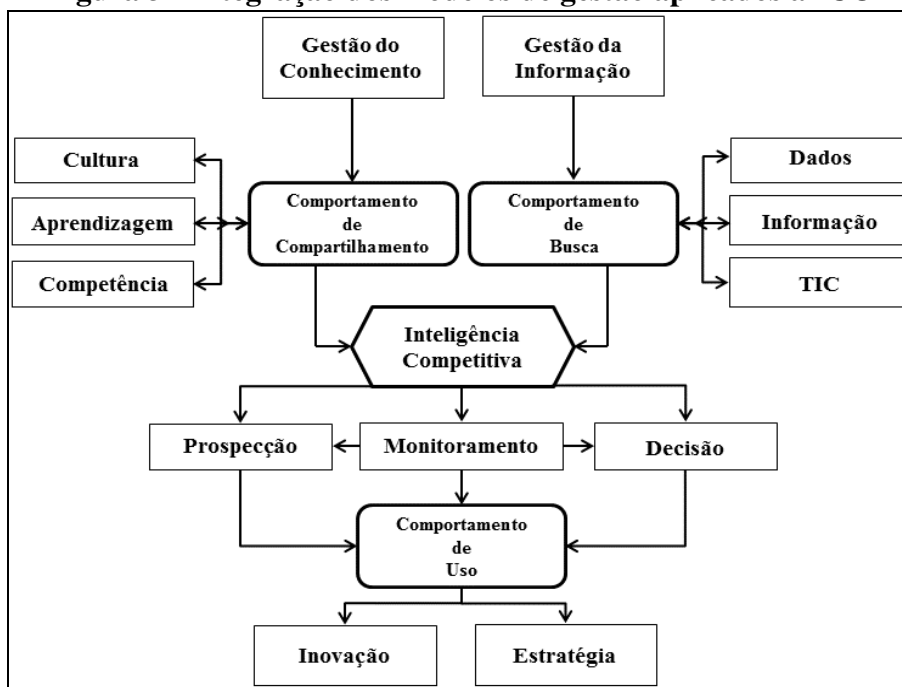 Gestão do
Conhecimento
Gestão da
Informação
Cultura
Aprendizagem
Competência
Comportamento
de
Compartilhamento
Comportamento
de
Busca
Dados
Informação
TIC
Inteligência
Competitiva
Prospecção
Monitoramento
Decisão
Comportamento
de
Uso
Inovação
Estratégia